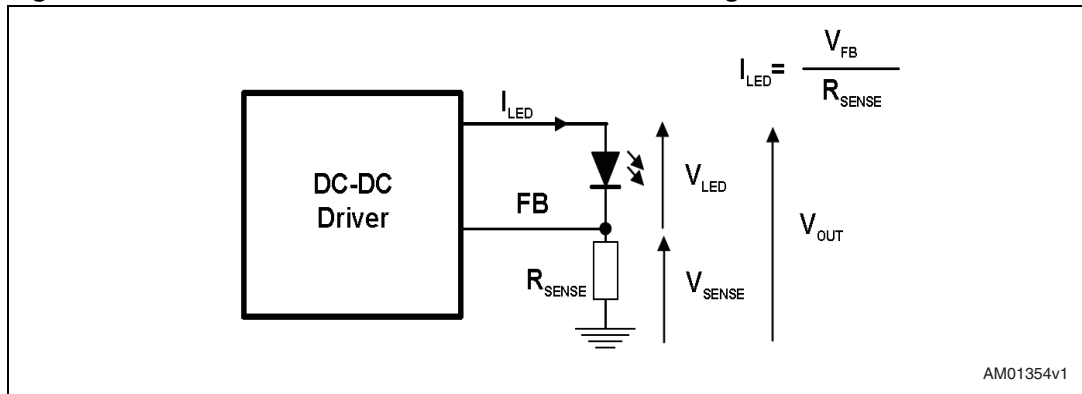 I_LED= V_FB
R_SENSE
I_LED
DC-DC
Driver
FB
V_LED
V_OUT
R_SENSE
V_SENSE
AM01354v1